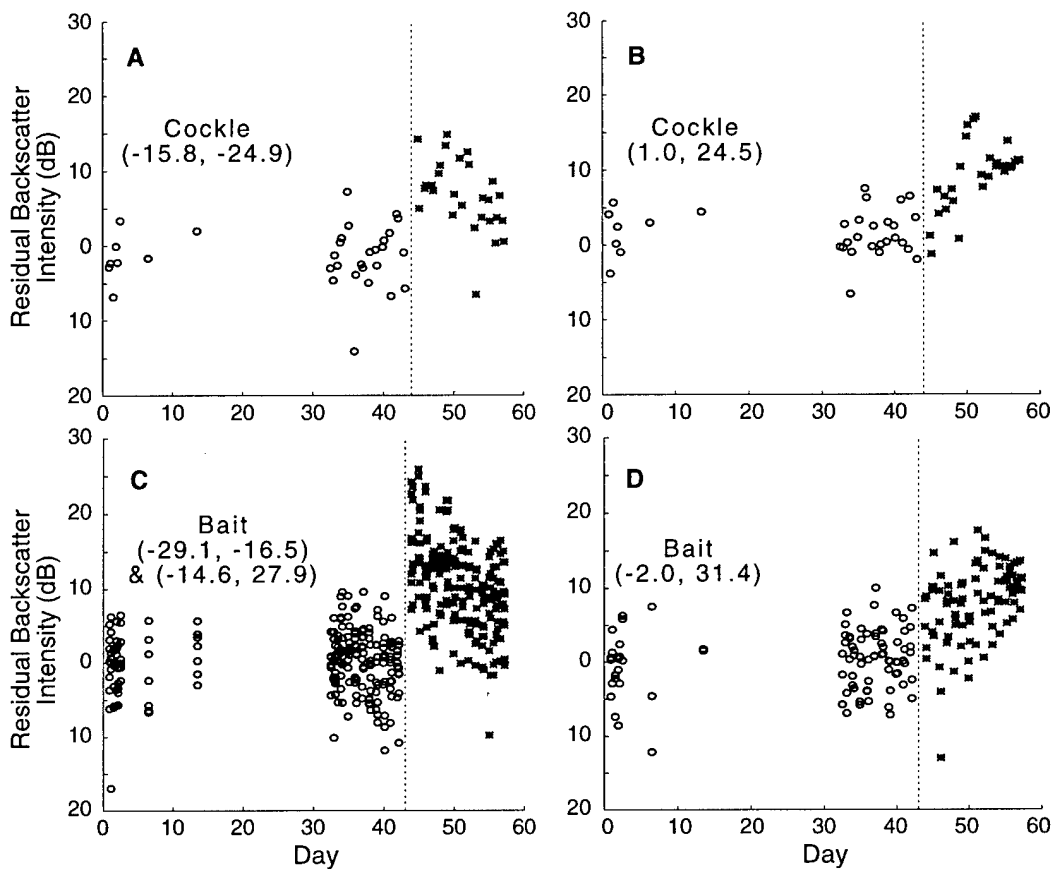 A
Cockle
(-15.8, -24.9)
Residual Backscatter
Intensity (dB)
30
20
10
0
10
20
0 10 20 30 40 50 60
B
Cockle
(1.0, 24.5)
30
20
10
0
10
20
0 10 20 30 40 50 60
C
Bait
(-29.1, -16.5)
& (-14.6, 27.9)
Residual Backscatter
Intensity (dB)
30
20
10
0
10
20
0 10 20 30 40 50 60
Day
D
Bait
(-2.0, 31.4)
30
20
10
0
10
20
0 10 20 30 40 50 60
Day